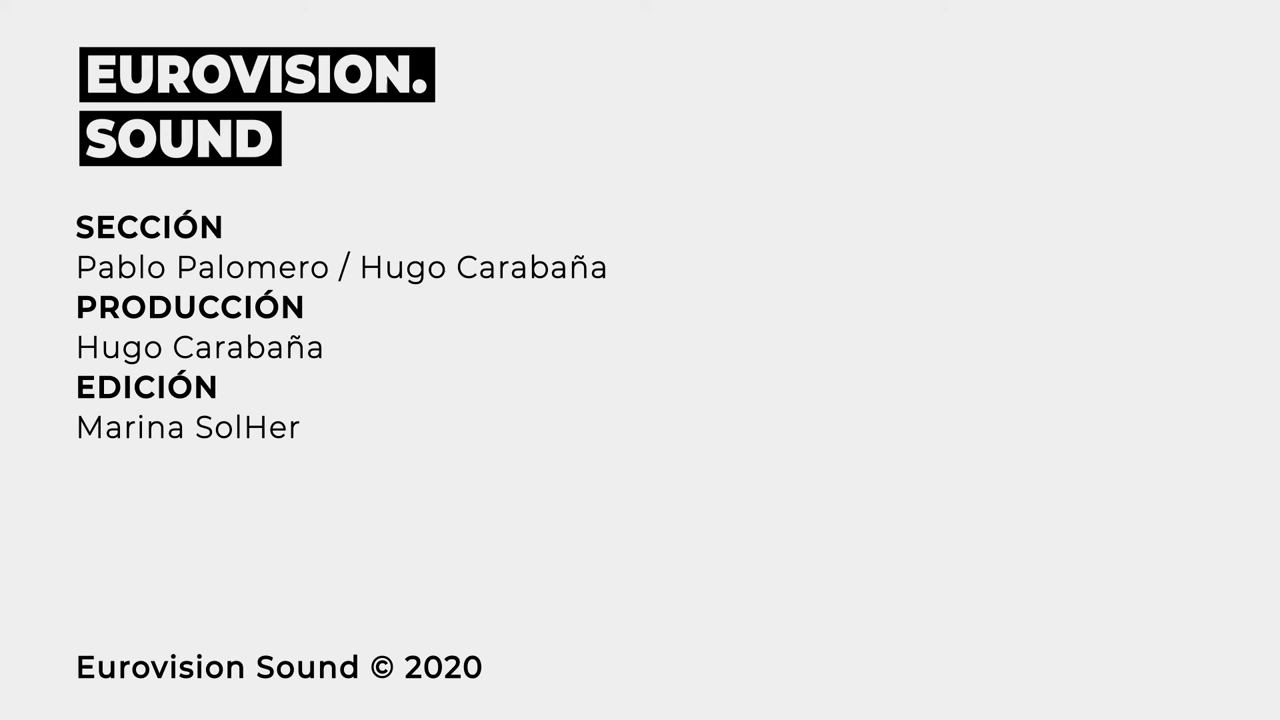 EUROVISION.
SOUND
SECCIÓN
Pablo Palomero / Hugo Carabaña
PRODUCCIÓN
Hugo Carabaña
EDICIÓN
Marina SolHer
Eurovision Sound © 2020